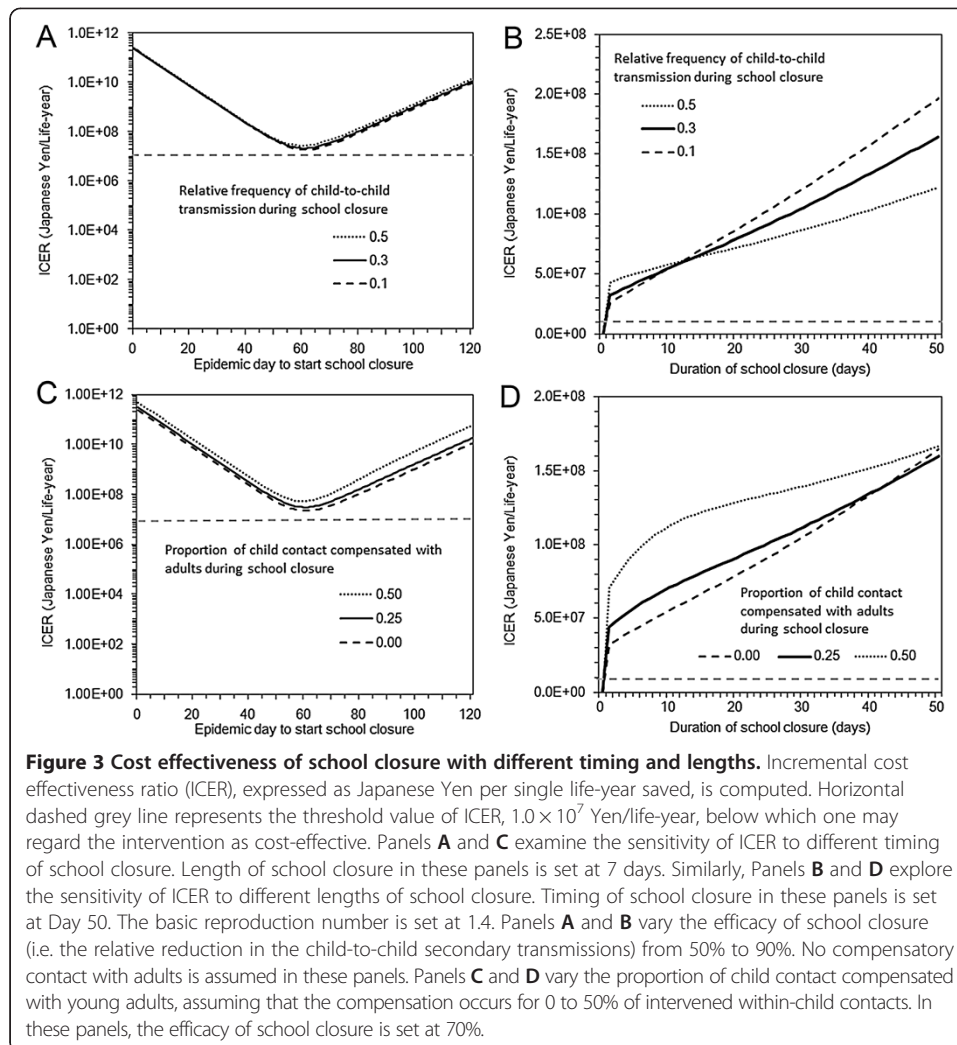 A
1.0E+12
1.0E+10
1.0E+08
1.0E+06
1.0E+04
1.0E+02
1.0E+00
ICER (Japanese Yen/Life-year)
Relative frequency of child-to-child
transmission during school closure
0.5
0.3
0.1
0 20 40 60 80 100 120
Epidemic day to start school closure
B
2.5E+08
2.0E+08
1.5E+08
1.0E+08
5.0E+07
0.0E+00
ICER (Japanese Yen/Life-year)
Relative frequency of child-to-child
transmission during school closure
0.5
0.3
0.1
0 10 20 30 40 50
Duration of school closure (days)
C
1.00E+12
1.00E+10
1.00E+08
1.00E+06
1.00E+04
1.00E+02
1.00E+00
ICER (Japanese Yen/Life-year)
Proportion of child contact compensated with
adults during school closure
0.50
0.25
0.00
0 20 40 60 80 100 120
Epidemic day to start school closure
D
2.0E+08
1.5E+08
1.0E+08
5.0E+07
0.0E+00
ICER (Japanese Yen/Life-year)
Proportion of child contact
compensated with adults
during school closure
0.00 0.25 0.50
0 10 20 30 40 50
Duration of school closure (days)
Figure 3 Cost effectiveness of school closure with different timing and lengths. Incremental cost
effectiveness ratio (ICER), expressed as Japanese Yen per single life-year saved, is computed. Horizontal
dashed grey line represents the threshold value of ICER, 1.0 × 10⁷ Yen/life-year, below which one may
regard the intervention as cost-effective. Panels A and C examine the sensitivity of ICER to different timing
of school closure. Length of school closure in these panels is set at 7 days. Similarly, Panels B and D explore
the sensitivity of ICER to different lengths of school closure. Timing of school closure in these panels is set
at Day 50. The basic reproduction number is set at 1.4. Panels A and B vary the efficacy of school closure
(i.e. the relative reduction in the child-to-child secondary transmissions) from 50% to 90%. No compensatory
contact with adults is assumed in these panels. Panels C and D vary the proportion of child contact compensated
with young adults, assuming that the compensation occurs for 0 to 50% of intervened within-child contacts. In
these panels, the efficacy of school closure is set at 70%.